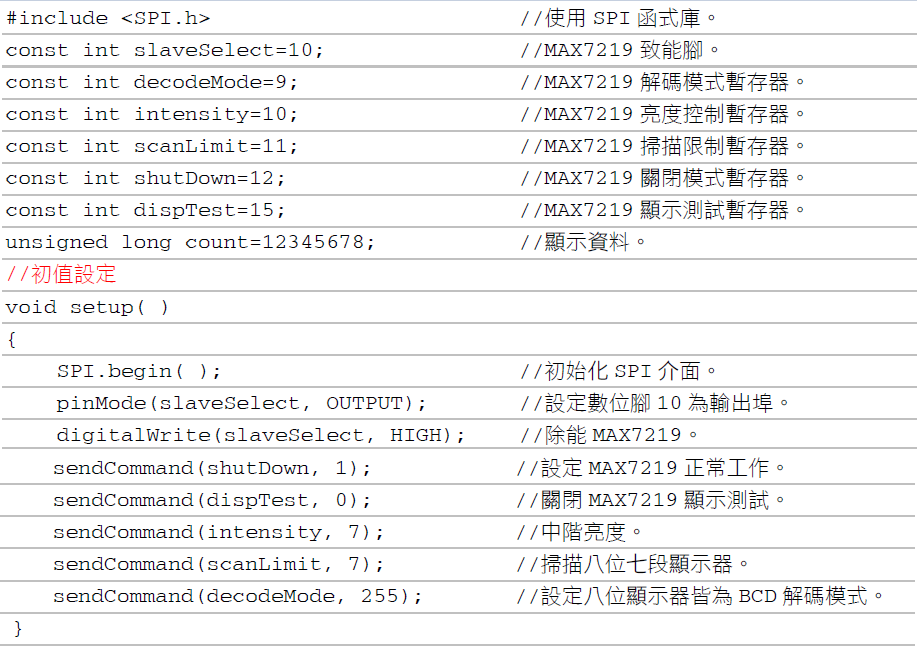 #include <SPI.h> //使用 SPI 函式庫。
const int slaveSelect=10; //MAX7219 致能腳。
const int decodeMode=9; //MAX7219 解碼模式暫存器。
const int intensity=10; //MAX7219 亮度控制暫存器。
const int scanLimit=11; //MAX7219 掃描限制暫存器。
const int shutDown=12; //MAX7219 關閉模式暫存器。
const int dispTest=15; //MAX7219 顯示測試暫存器。
unsigned long count=12345678; //顯示資料。
//初值設定
void setup( )
{
SPI.begin( ); //初始化 SPI 介面。
pinMode(slaveSelect, OUTPUT); //設定數位腳 10 為輸出埠。
digitalWrite(slaveSelect, HIGH); //除能 MAX7219。
sendCommand(shutDown, 1); //設定 MAX7219 正常工作。
sendCommand(dispTest, 0); //關閉 MAX7219 顯示測試。
sendCommand(intensity, 7); //中階亮度。
sendCommand(scanLimit, 7); //掃描八位七段顯示器。
sendCommand(decodeMode, 255); //設定八位顯示器皆為 BCD 解碼模式。
}